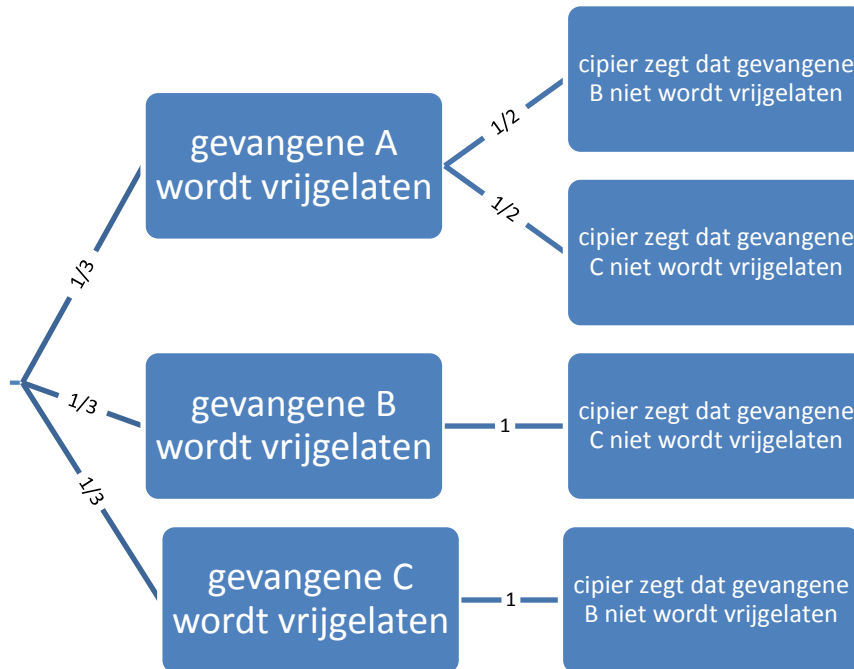 cipier zegt dat gevangene
B niet wordt vrijgelaten
1/2
gevangene A
wordt vrijgelaten
1/2
cipier zegt dat gevangene
C niet wordt vrijgelaten
1/3
1/3
gevangene B
wordt vrijgelaten
1
cipier zegt dat gevangene
C niet wordt vrijgelaten
1/3
gevangene C
wordt vrijgelaten
1
cipier zegt dat gevangene
B niet wordt vrijgelaten